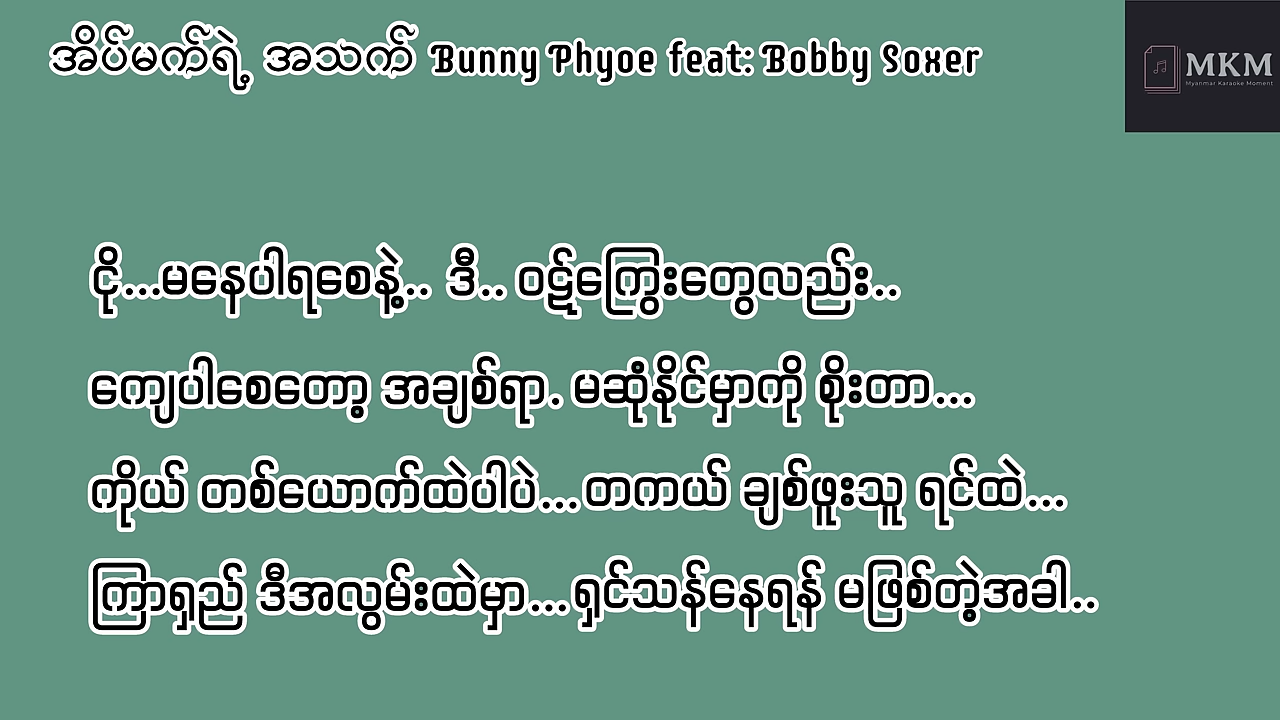 အိပ်မက်ရဲ့ အသက် Bunny Phyoe feat: Bobby Soxer
MKM
Myanmar Karaoke Moment
ငို...မနေပါရစေနဲ့.. ဒီ.. ဝဋ်ကြွေးတွေလည်း..
ကျေပါစေတော့ အချစ်ရာ. မဆုံနိုင်မှာကို စိုးတာ...
ကိုယ် တစ်ယောက်ထဲပါပဲ...တကယ် ချစ်ဖူးသူ ရင်ထဲ...
ကြာရှည် ဒီအလွမ်းထဲမှာ...ရှင်သန်နေရန် မဖြစ်တဲ့အခါ..